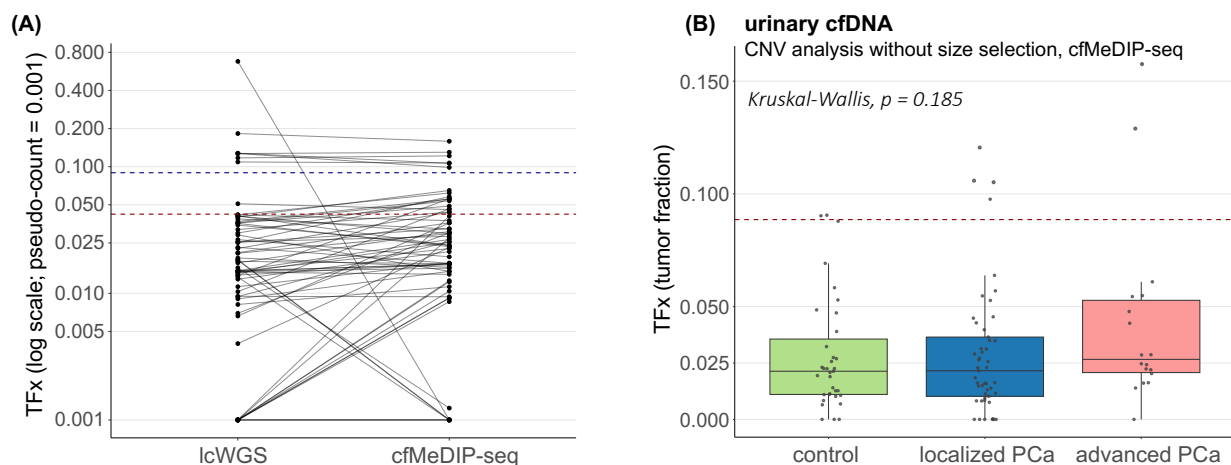 (A)
TFx (log scale; pseudo-count = 0.001)
0.800
0.400
0.200
0.100
0.050
0.025
0.010
0.005
0.001
lcWGS
cfMeDIP-seq
(B) urinary cfDNA
CNV analysis without size selection, cfMeDIP-seq
Kruskal-Wallis, p = 0.185
TFx (tumor fraction)
0.150
0.100
0.050
0.000
control
localized PCa
advanced PCa